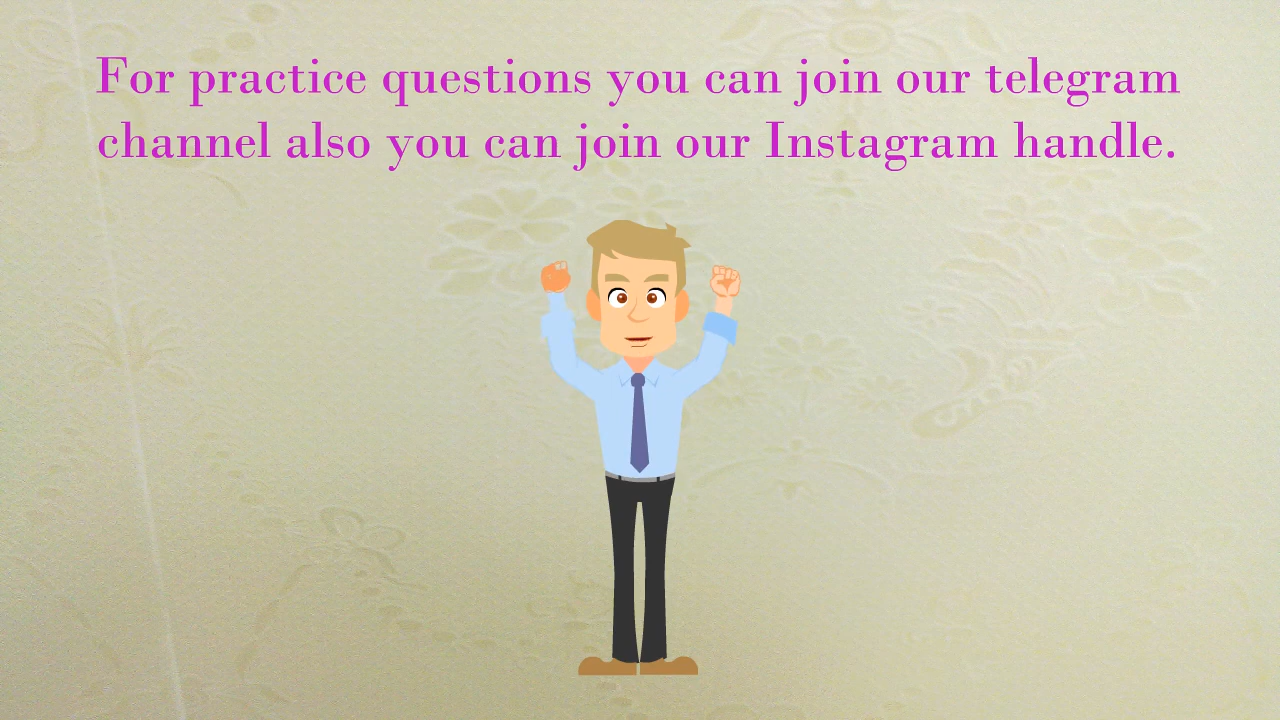 For practice questions you can join our telegram
channel also you can join our Instagram handle.